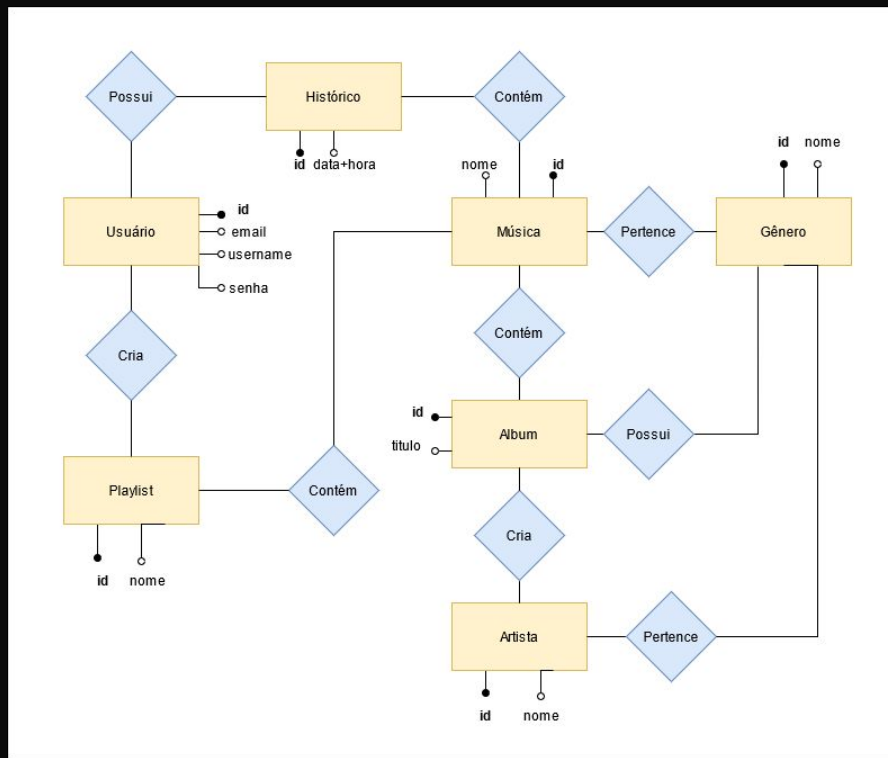 Possui
Histórico
Contém
id
data+hora
nome
id
id
nome
Usuário
id
email
username
senha
Música
Pertence
Gênero
Cria
Contém
id
titulo
Album
Possui
Playlist
Contém
id
nome
Cria
Artista
Pertence
id
nome